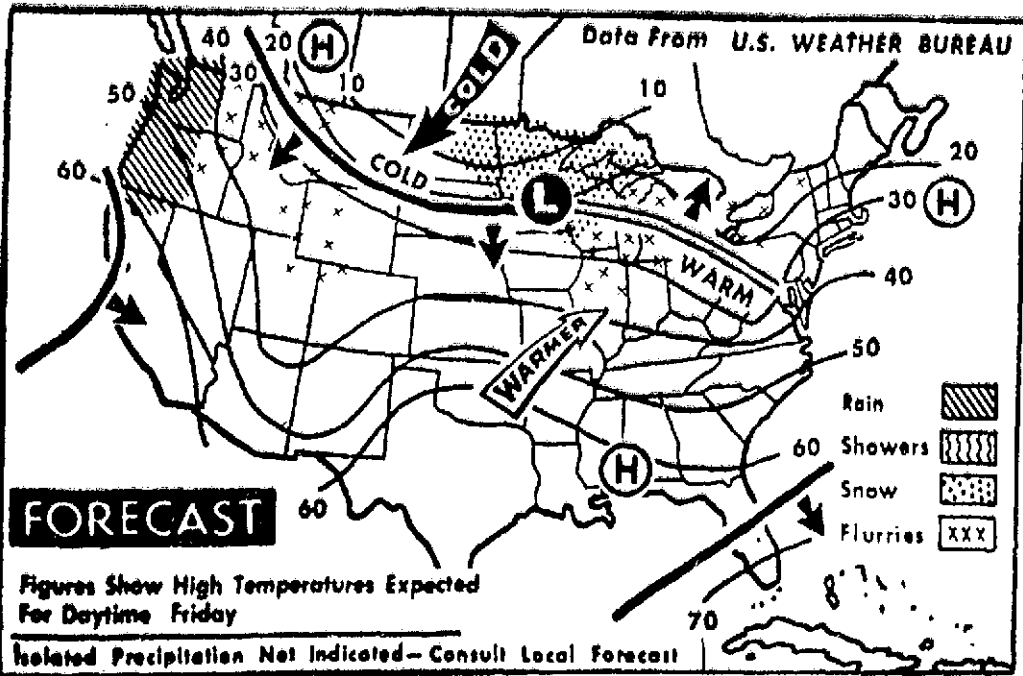 Data From U.S. WEATHER BUREAU
40
20
H
30
10
COLD
50
10
60
COLD
20
L
30
H
WARM
40
WARMER
50
Rain
60
Showers
H
Snow
FORECAST
60
Flurries
XXX
Figures Show High Temperatures Expected
For Daytime Friday
70
Isolated Precipitation Not Indicated—Consult Local Forecast